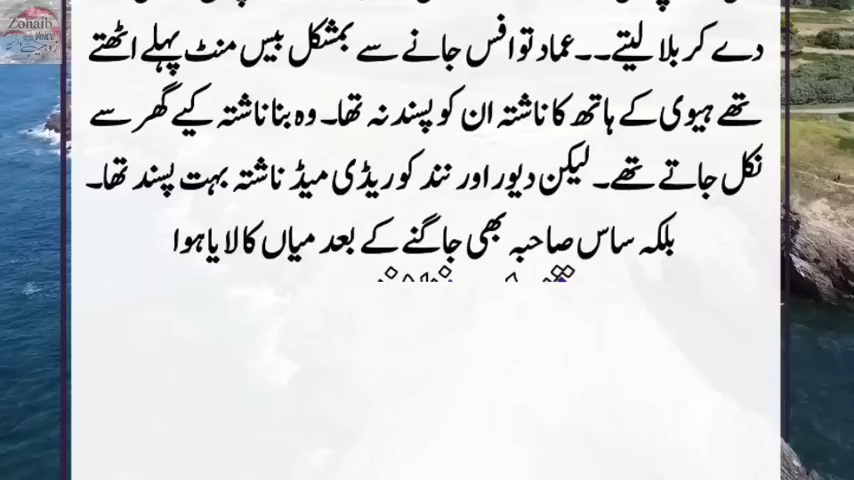 Zohaib
Voice
دے کر بلا لیتے۔۔عماد تو افس جانے سے بمشکل بیس منٹ پہلے اٹھتے
تھے بیوی کے ہاتھ کا ناشتہ ان کو پسند نہ تھا۔ وہ بنا ناشتہ کیے گھر سے
نکل جاتے تھے۔ لیکن دیور اور نند کو ریڈی میڈ ناشتہ بہت پسند تھا۔
بلکہ ساس صاحبہ بھی جاگنے کے بعد میاں کا لایا ہوا